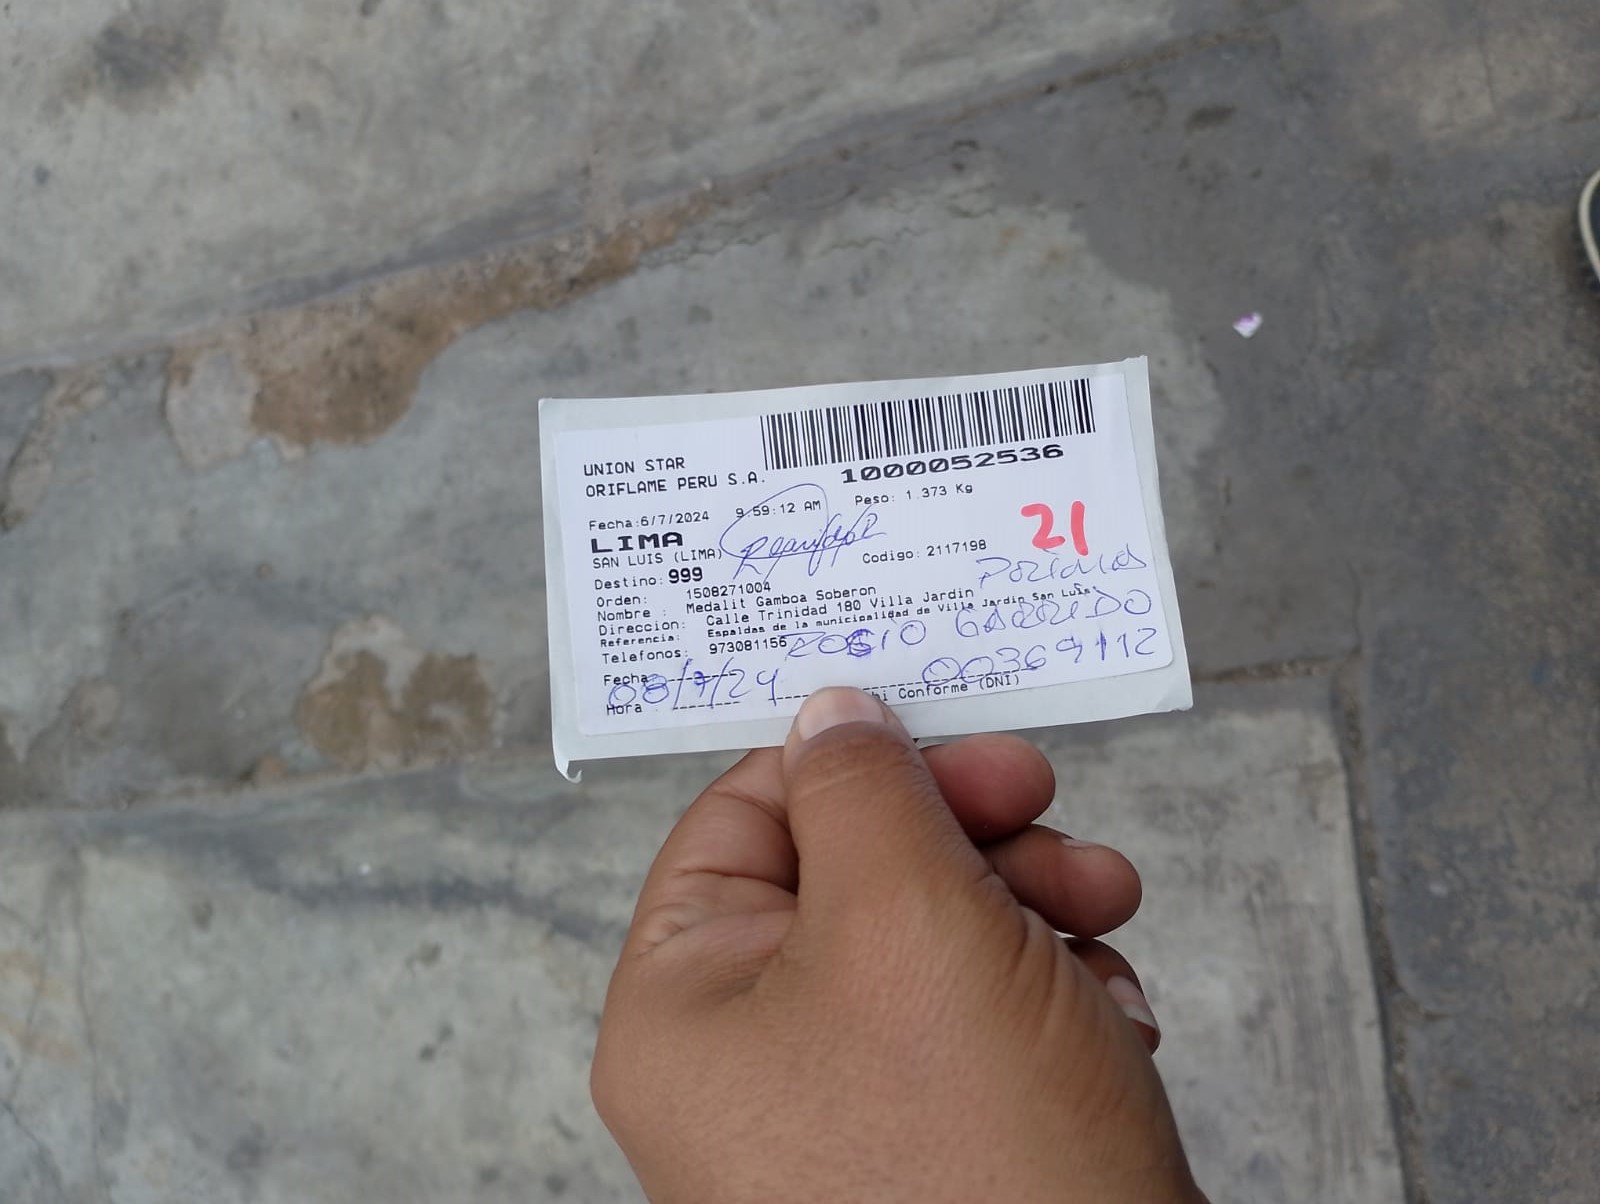 UNION STAR
ORIFLAME PERU S.A.
1000052536
Fecha:6/7/2024 9:59:12 AM Peso: 1.373 Kg
LIMA
21
SAN LUIS (LIMA)
Codigo: 2117198
Destino: 999
Orden: 1508271004
Nombre : Medalit Gamboa Soberon
Direccion: Calle Trinidad 180 Villa Jardin
Referencia: Espaldas de la municipalidad de Villa Jardin San Luis
Telefonos: 973081156
ROCIO GARRIDO
00369112
Fecha 08/7/24
Hora
Conforme (DNI)